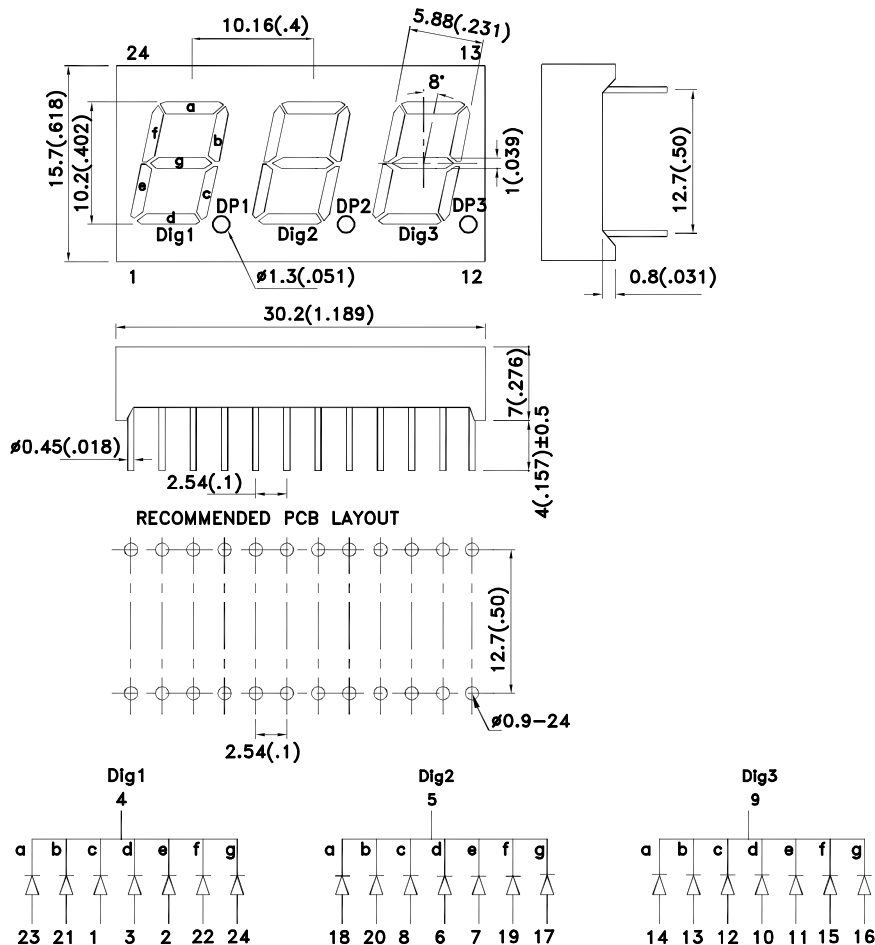 10.16(.4)
5.88(.231)
24
13
8°
a
f
b
g
e
c
d
DP1
DP2
DP3
Dig1
Dig2
Dig3
15.7(.618)
10.2(.402)
1(.039)
12.7(.50)
1
12
ø1.3(.051)
0.8(.031)
30.2(1.189)
7(.276)
4(.157)±0.5
ø0.45(.018)
2.54(.1)
RECOMMENDED PCB LAYOUT
12.7(.50)
ø0.9-24
2.54(.1)
Dig1
4
a b c d e f g
23 21 1 3 2 22 24
Dig2
5
a b c d e f g
18 20 8 6 7 19 17
Dig3
9
a b c d e f g
14 13 12 10 11 15 16